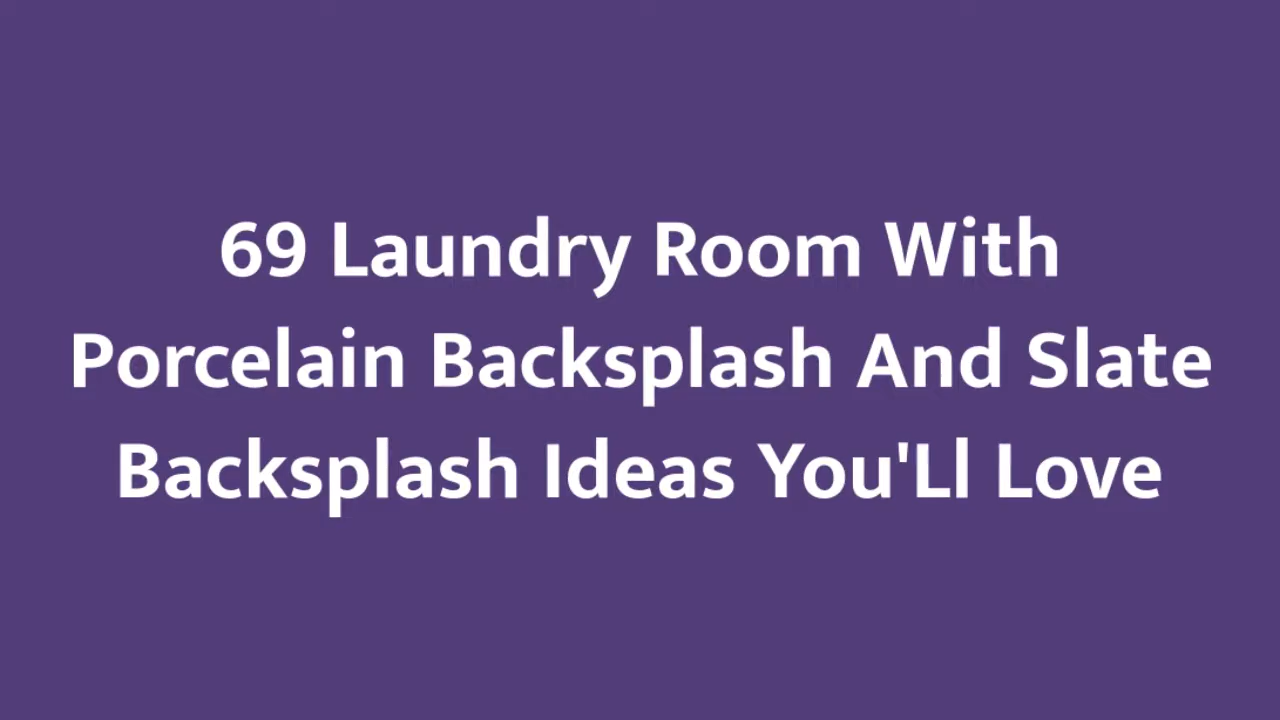 69 Laundry Room With
Porcelain Backsplash And Slate
Backsplash Ideas You'Ll Love